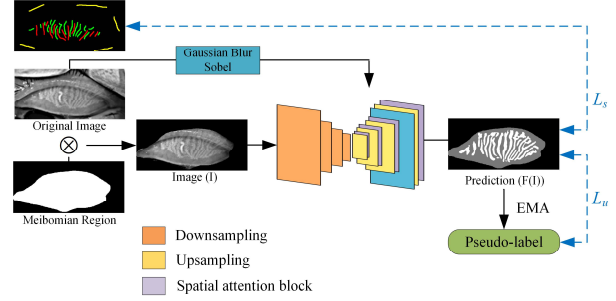 Gaussian Blur
Sobel
Original Image
Meibomian Region
Image (I)
Prediction (F(I))
EMA
Pseudo-label
L_s
L_u
Downsampling
Upsampling
Spatial attention block